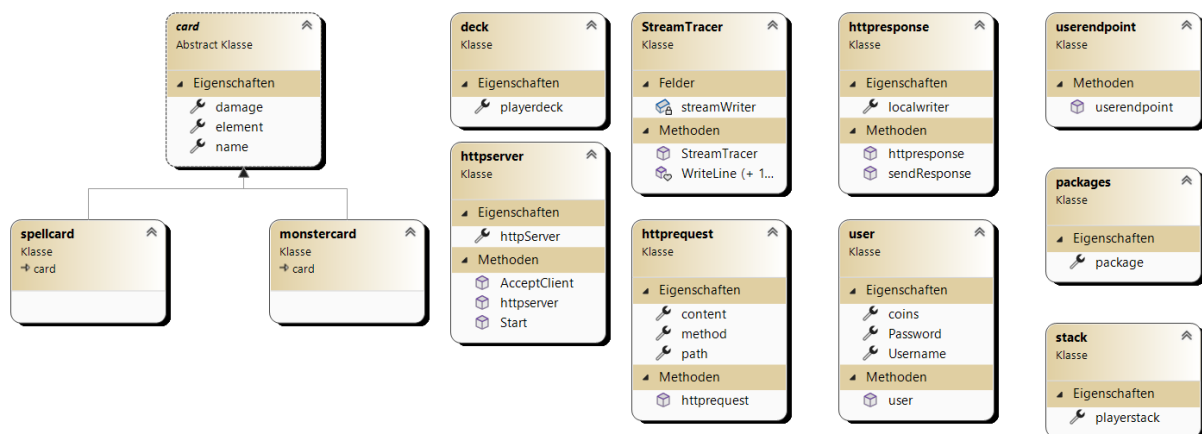 card
Abstract Klasse
Eigenschaften
damage
element
name
spellcard
Klasse
card
monstercard
Klasse
card
deck
Klasse
Eigenschaften
playerdeck
httpserver
Klasse
Eigenschaften
httpServer
Methoden
AcceptClient
httpserver
Start
StreamTracer
Klasse
Felder
streamWriter
Methoden
StreamTracer
WriteLine (+ 1...
httprequest
Klasse
Eigenschaften
content
method
path
Methoden
httprequest
httpresponse
Klasse
Eigenschaften
localwriter
Methoden
httpresponse
sendResponse
user
Klasse
Eigenschaften
coins
Password
Username
Methoden
user
userendpoint
Klasse
Methoden
userendpoint
packages
Klasse
Eigenschaften
package
stack
Klasse
Eigenschaften
playerstack